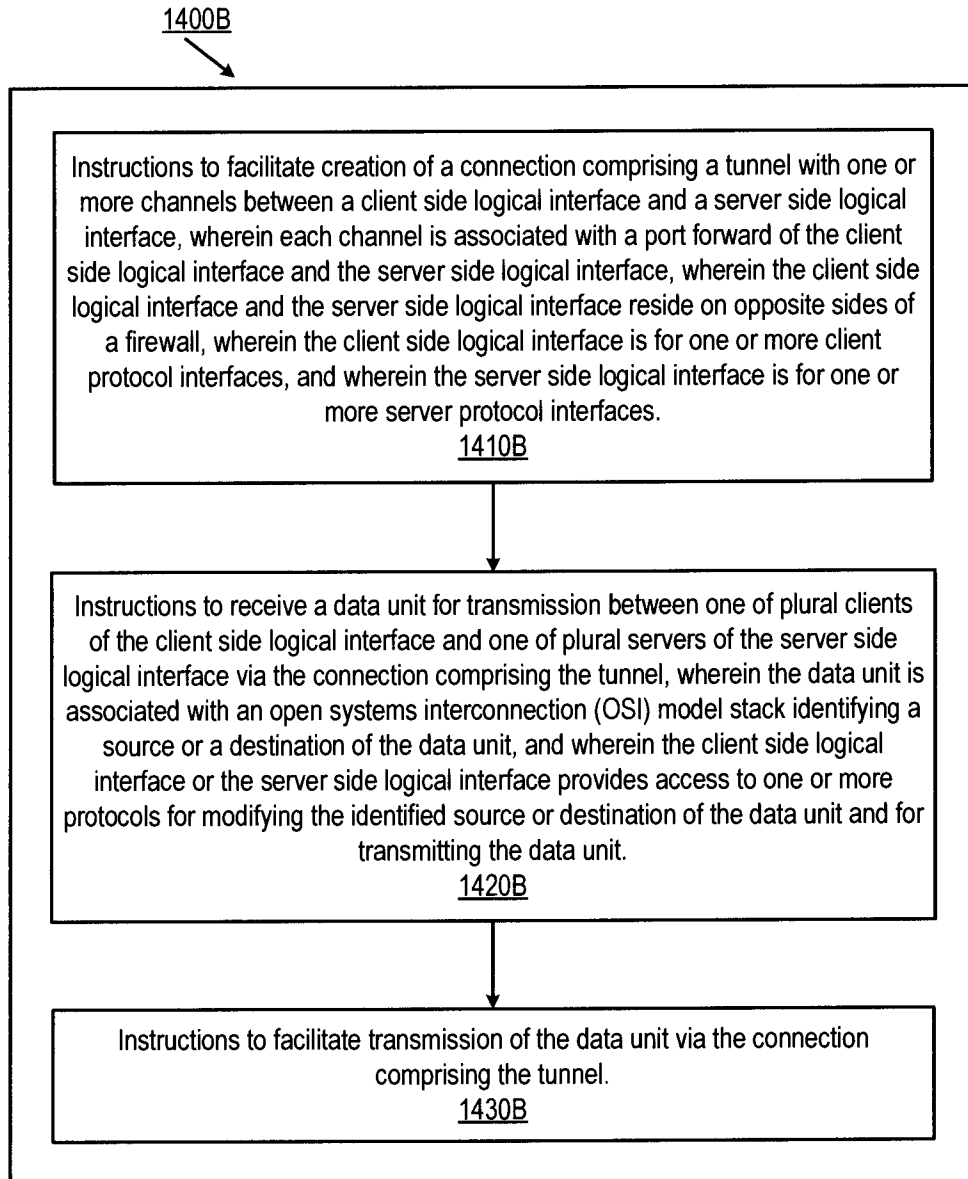 1400B
Instructions to facilitate creation of a connection comprising a tunnel with one or
more channels between a client side logical interface and a server side logical
interface, wherein each channel is associated with a port forward of the client
side logical interface and the server side logical interface, wherein the client side
logical interface and the server side logical interface reside on opposite sides of
a firewall, wherein the client side logical interface is for one or more client
protocol interfaces, and wherein the server side logical interface is for one or
more server protocol interfaces.
1410B
Instructions to receive a data unit for transmission between one of plural clients
of the client side logical interface and one of plural servers of the server side
logical interface via the connection comprising the tunnel, wherein the data unit is
associated with an open systems interconnection (OSI) model stack identifying a
source or a destination of the data unit, and wherein the client side logical
interface or the server side logical interface provides access to one or more
protocols for modifying the identified source or destination of the data unit and for
transmitting the data unit.
1420B
Instructions to facilitate transmission of the data unit via the connection
comprising the tunnel.
1430B